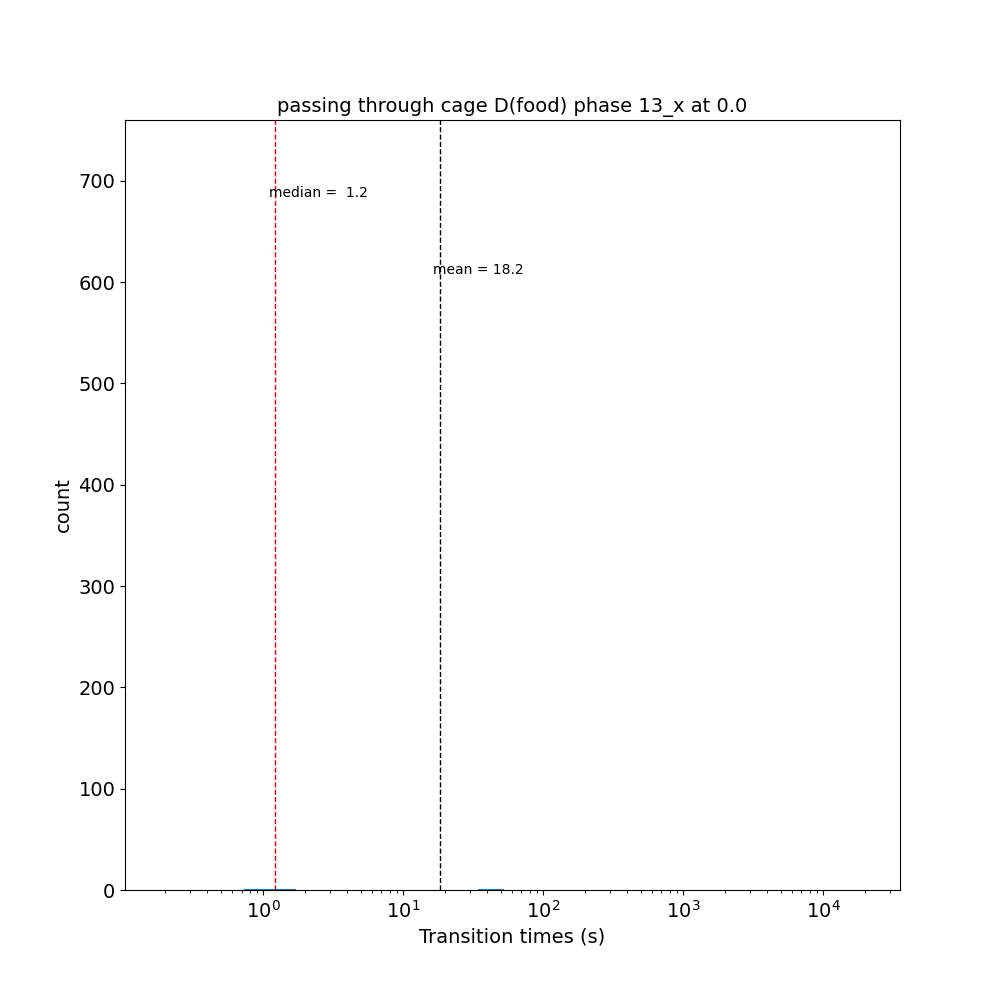 passing through cage D(food) phase 13_x at 0.0
700
median =  1.2
mean = 18.2
600
500
400
count
300
200
100
0
10^0
10^1
10^2
10^3
10^4
Transition times (s)